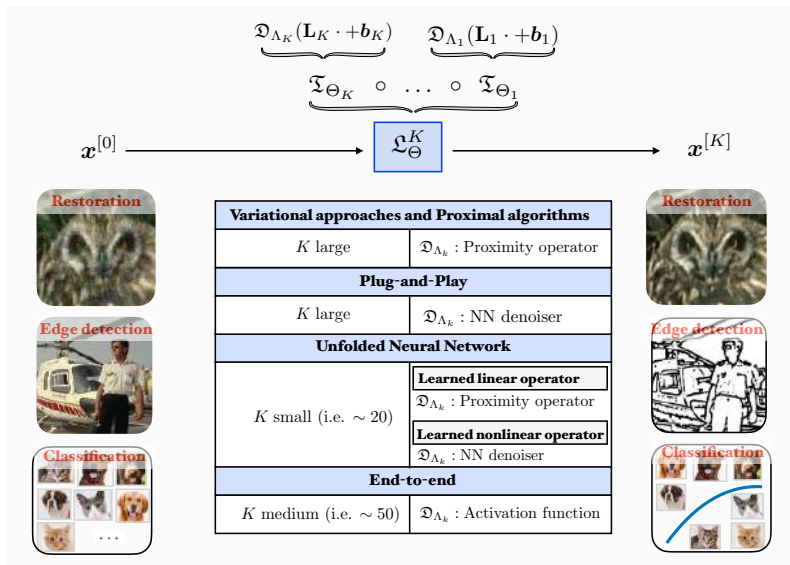 𝔇_{Λ_K}(𝐋_K · +𝒃_K) 𝔇_{Λ_1}(𝐋_1 · +𝒃_1)
𝔗_{Θ_K} ∘ … ∘ 𝔗_{Θ_1}
𝒙^{[0]} 𝔏_Θ^K 𝒙^{[K]}
Restoration
Edge detection
Classification
...
Variational approaches and Proximal algorithms
K large 𝔇_{Λ_k} : Proximity operator
Plug-and-Play
K large 𝔇_{Λ_k} : NN denoiser
Unfolded Neural Network
K small (i.e. ∼ 20)
Learned linear operator
𝔇_{Λ_k} : Proximity operator
Learned nonlinear operator
𝔇_{Λ_k} : NN denoiser
End-to-end
K medium (i.e. ∼ 50) 𝔇_{Λ_k} : Activation function
Restoration
Edge detection
Classification